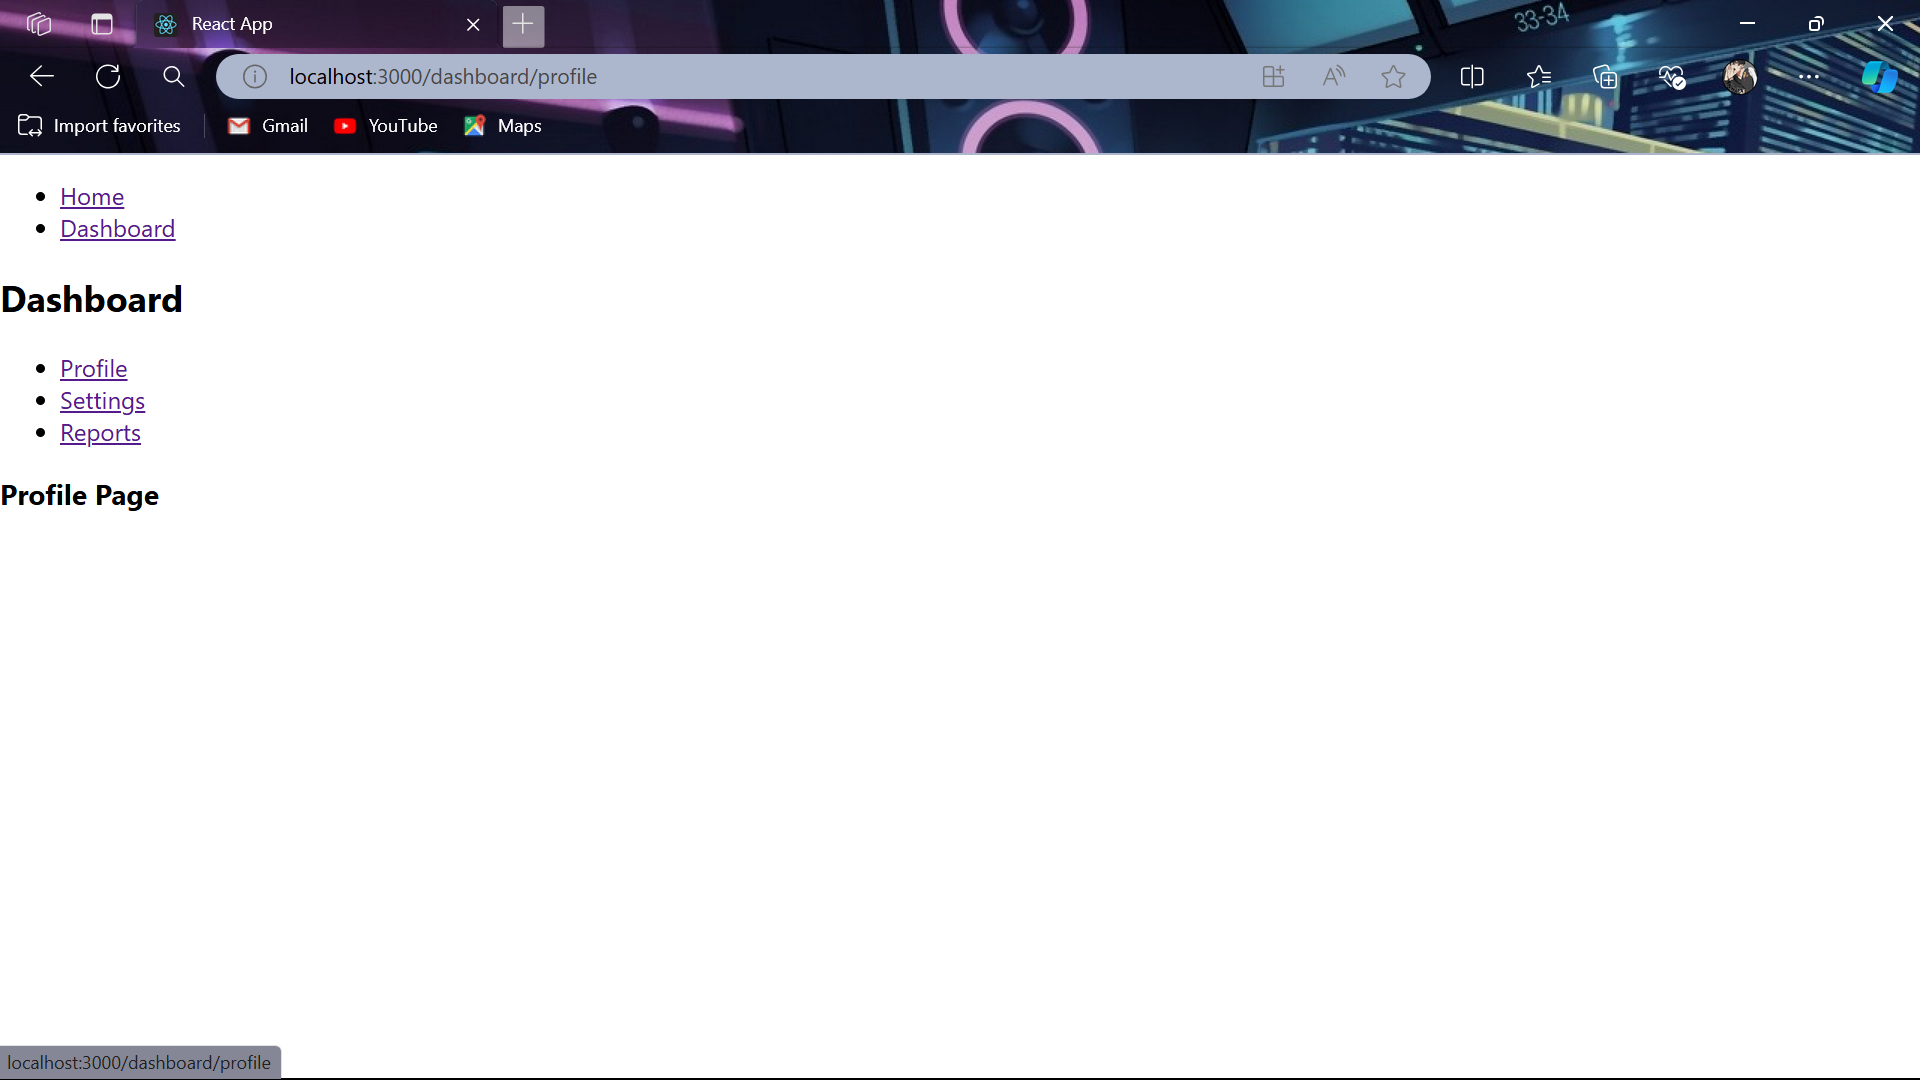 React App
33-34
localhost:3000/dashboard/profile
Import favorites
Gmail
YouTube
Maps
Home
Dashboard
Dashboard
Profile
Settings
Reports
Profile Page
localhost:3000/dashboard/profile